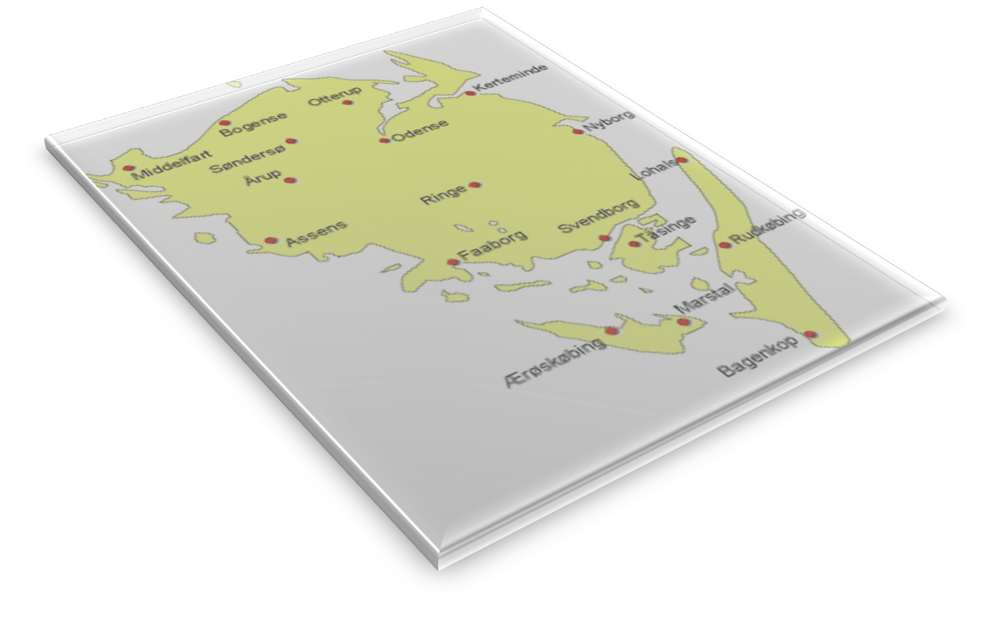 Kerteminde
Otterup
Bogense
Odense
Nyborg
Søndersø
Middelfart
Lohals
Årup
Ringe
Svendborg
Tåsinge
Rudkøbing
Assens
Faaborg
Marstal
Ærøskøbing
Bagenkop